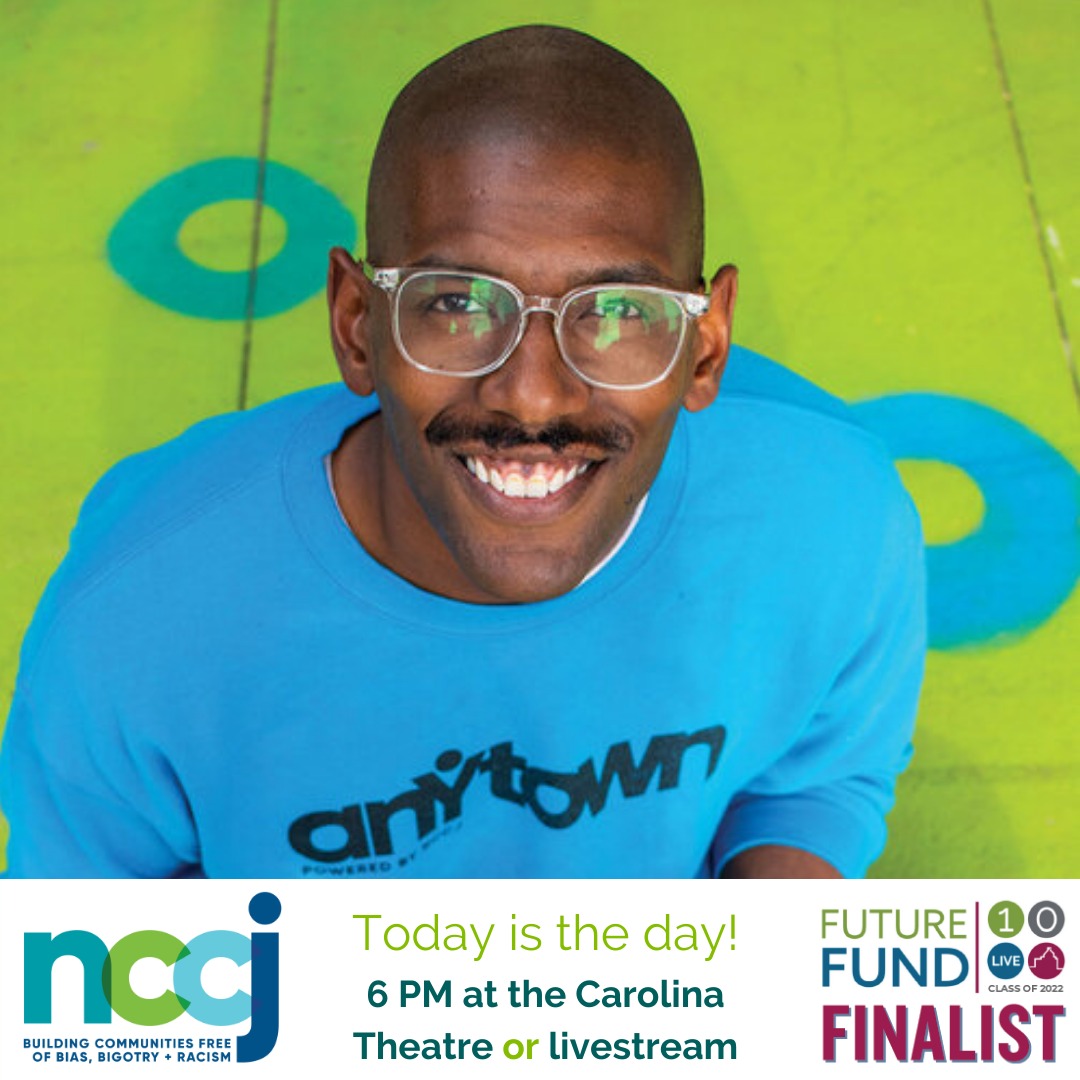 anytown
POWERED BY
nccj
BUILDING COMMUNITIES FREE
OF BIAS, BIGOTRY + RACISM
Today is the day!
6 PM at the Carolina
Theatre or livestream
FUTURE
FUND
10
LIVE
CLASS OF 2022
FINALIST